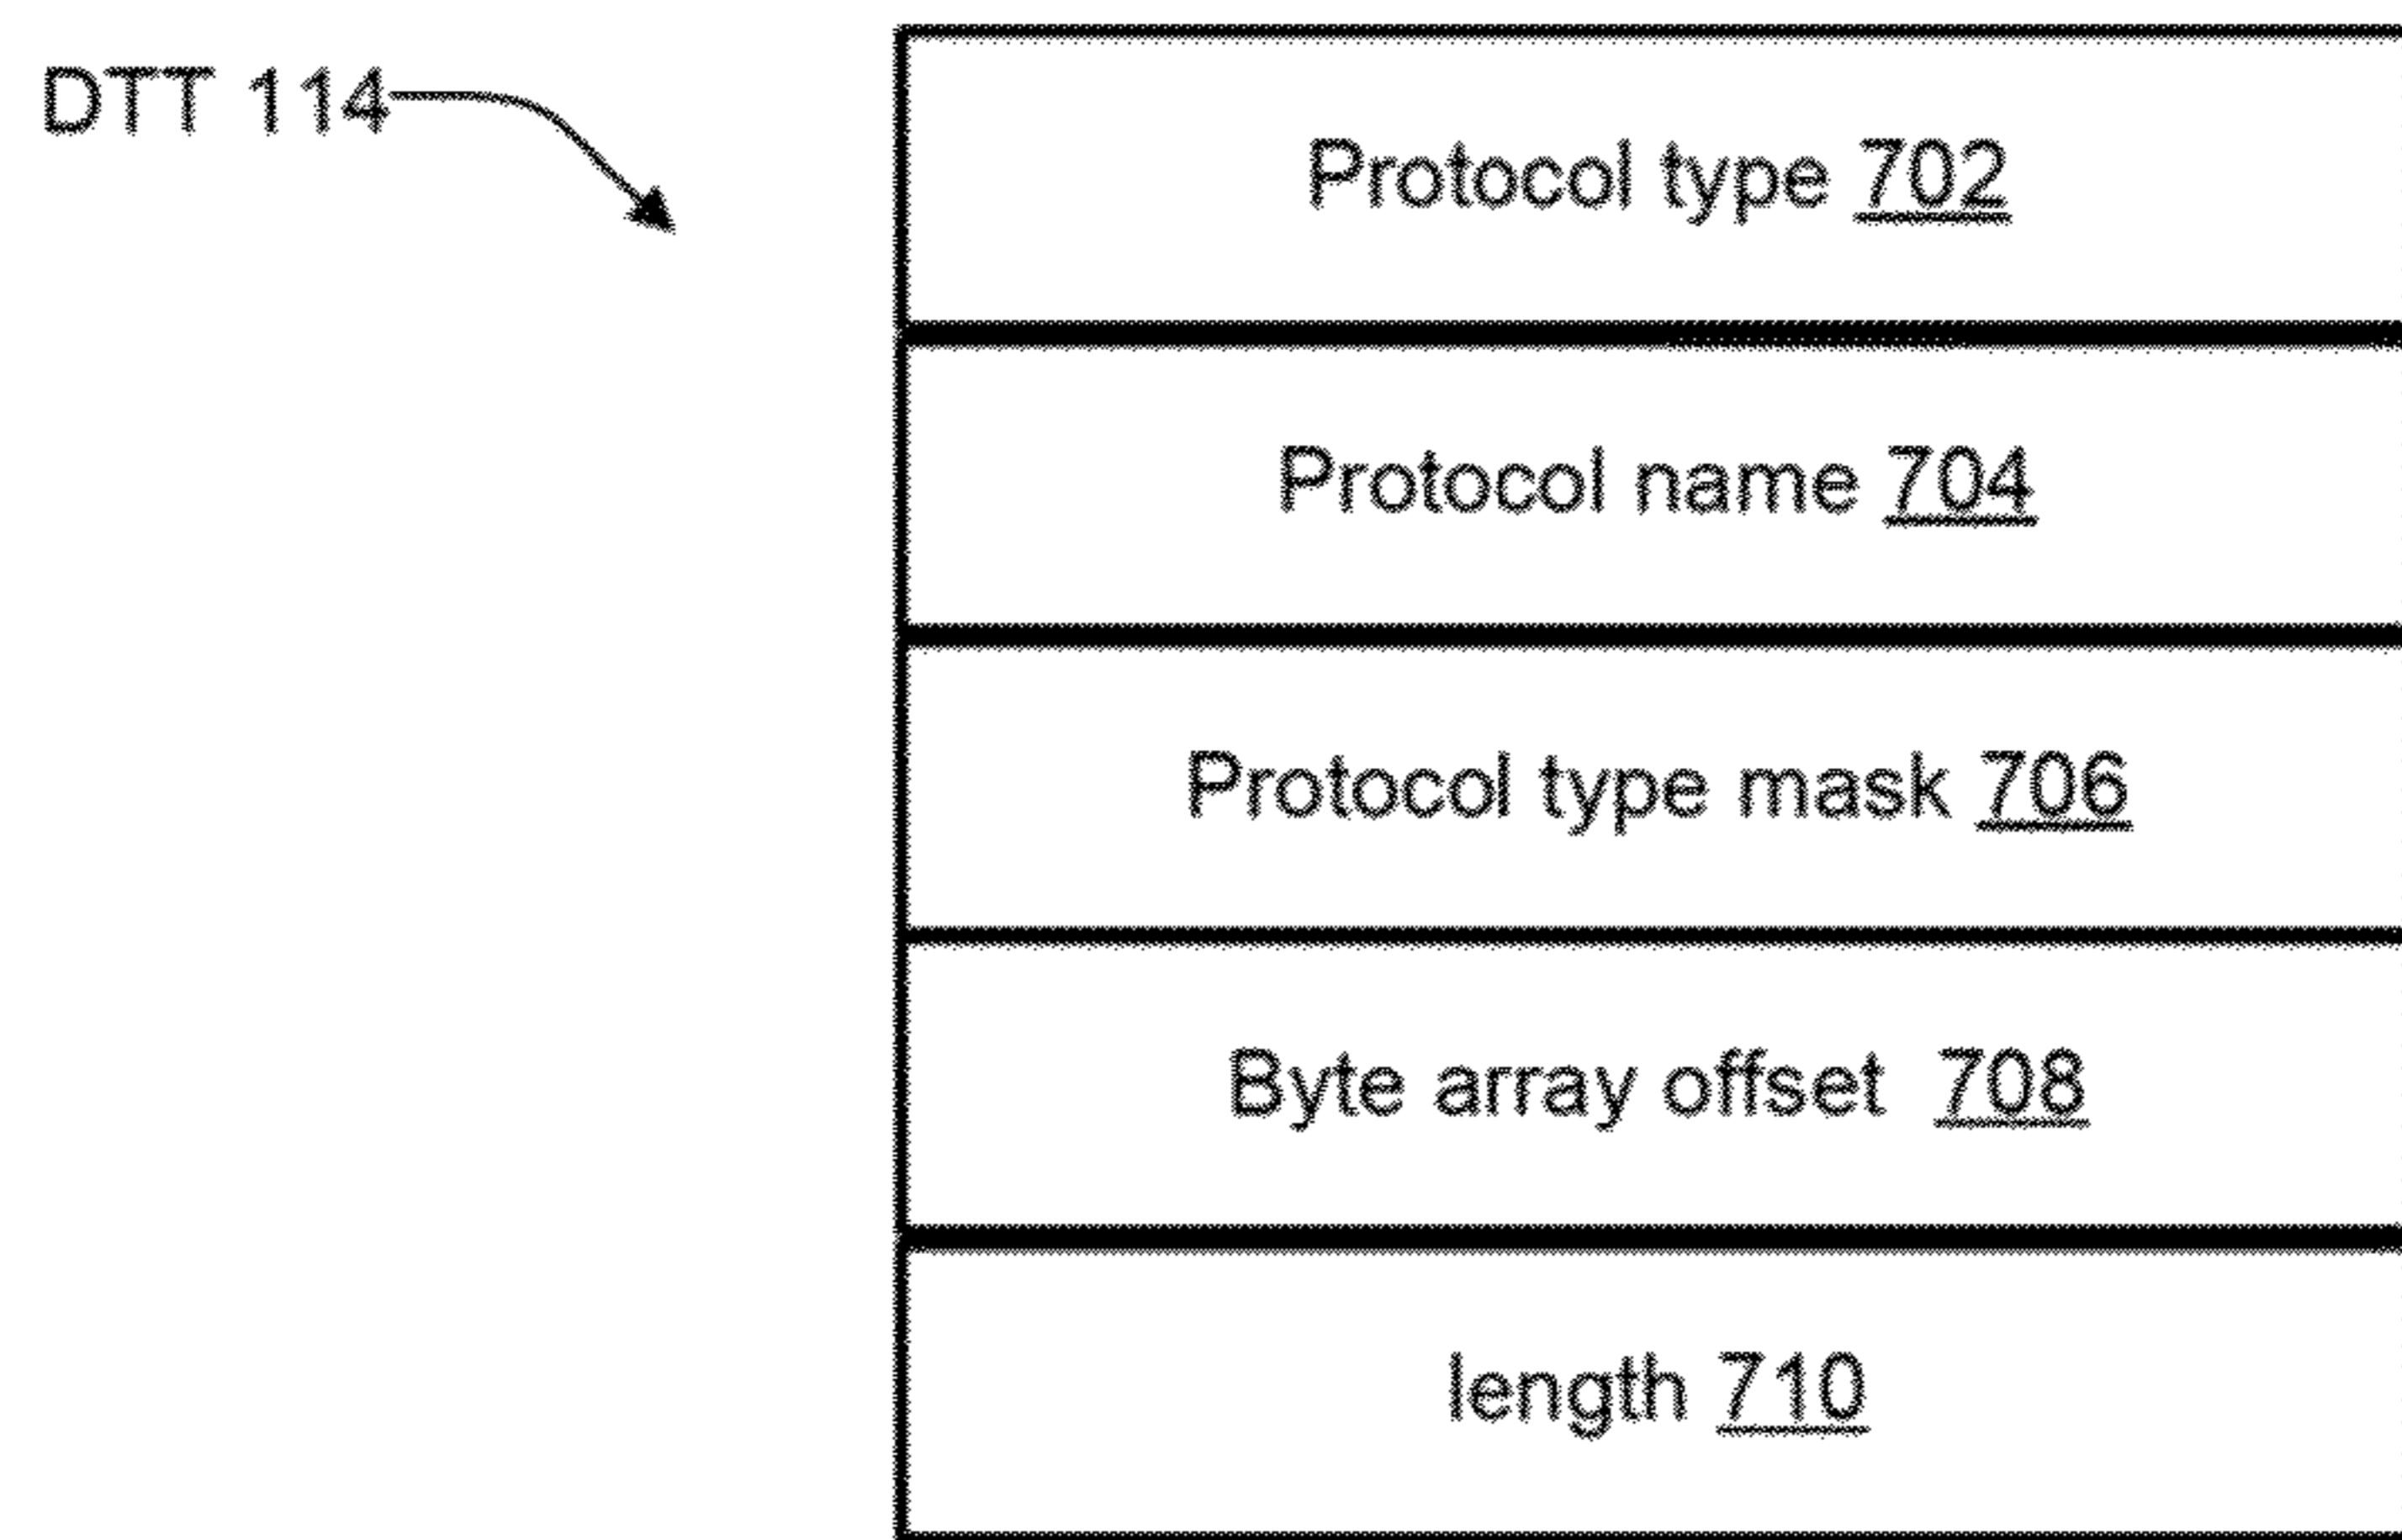 DTT 114
Protocol type 702
Protocol name 704
Protocol type mask 706
Byte array offset 708
length 710